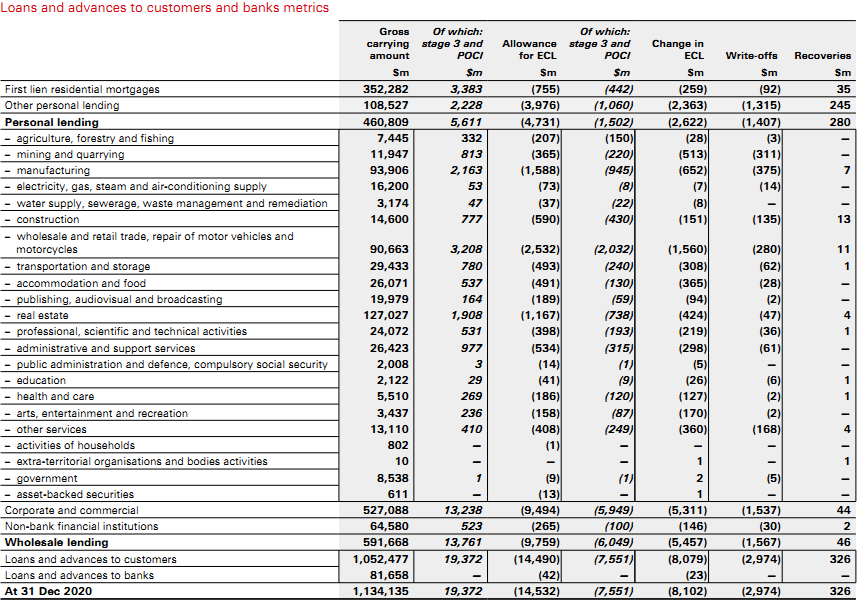 Loans and advances to customers and banks metrics
Gross carrying amount Of which: stage 3 and POCI Allowance for ECL Of which: stage 3 and POCI Change in ECL Write-offs Recoveries
$m $m $m $m $m $m $m
First lien residential mortgages 352,282 3,383 (755) (442) (259) (92) 35
Other personal lending 108,527 2,228 (3,976) (1,060) (2,363) (1,315) 245
Personal lending 460,809 5,611 (4,731) (1,502) (2,622) (1,407) 280
– agriculture, forestry and fishing 7,445 332 (207) (150) (28) (3) –
– mining and quarrying 11,947 813 (365) (220) (513) (311) –
– manufacturing 93,906 2,163 (1,588) (945) (652) (375) 7
– electricity, gas, steam and air-conditioning supply 16,200 53 (73) (8) (7) (14) –
– water supply, sewerage, waste management and remediation 3,174 47 (37) (22) (8) – –
– construction 14,600 777 (590) (430) (151) (135) 13
– wholesale and retail trade, repair of motor vehicles and
motorcycles 90,663 3,208 (2,532) (2,032) (1,560) (280) 11
– transportation and storage 29,433 780 (493) (240) (308) (62) 1
– accommodation and food 26,071 537 (491) (130) (365) (28) –
– publishing, audiovisual and broadcasting 19,979 164 (189) (59) (94) (2) –
– real estate 127,027 1,908 (1,167) (738) (424) (47) 4
– professional, scientific and technical activities 24,072 531 (398) (193) (219) (36) 1
– administrative and support services 26,423 977 (534) (315) (298) (61) –
– public administration and defence, compulsory social security 2,008 3 (14) (1) (5) – –
– education 2,122 29 (41) (9) (26) (6) 1
– health and care 5,510 269 (186) (120) (127) (2) 1
– arts, entertainment and recreation 3,437 236 (158) (87) (170) (2) –
– other services 13,110 410 (408) (249) (360) (168) 4
– activities of households 802 – (1) – – – –
– extra-territorial organisations and bodies activities 10 – – – 1 – 1
– government 8,538 1 (9) (1) 2 (5) –
– asset-backed securities 611 – (13) – 1 – –
Corporate and commercial 527,088 13,238 (9,494) (5,949) (5,311) (1,537) 44
Non-bank financial institutions 64,580 523 (265) (100) (146) (30) 2
Wholesale lending 591,668 13,761 (9,759) (6,049) (5,457) (1,567) 46
Loans and advances to customers 1,052,477 19,372 (14,490) (7,551) (8,079) (2,974) 326
Loans and advances to banks 81,658 – (42) – (23) – –
At 31 Dec 2020 1,134,135 19,372 (14,532) (7,551) (8,102) (2,974) 326